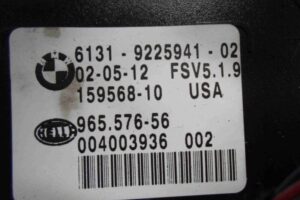 6131 - 9225941 - 02
02-05-12 FSV5.1.9
159568-10 USA
HELLA
965.576-56
004003936 002